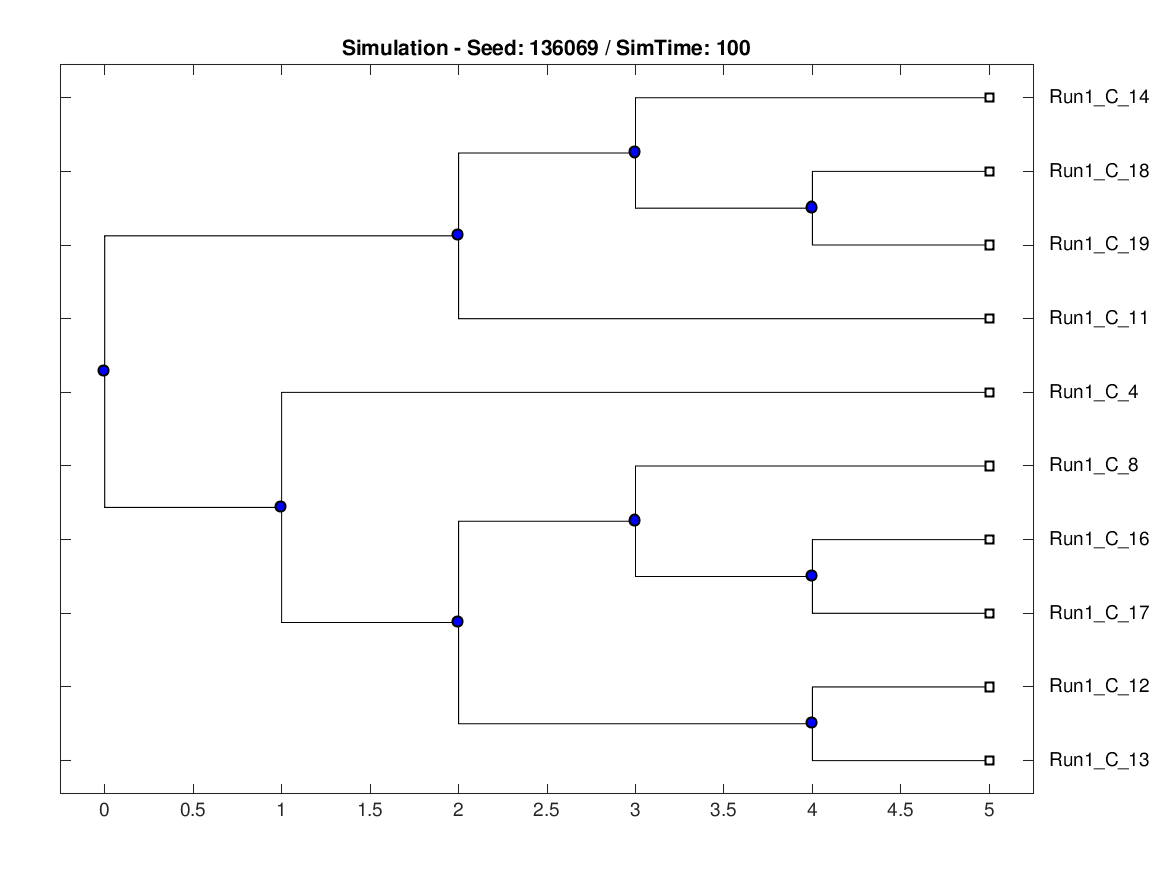 Simulation - Seed: 136069 / SimTime: 100
Run1_C_14
Run1_C_18
Run1_C_19
Run1_C_11
Run1_C_4
Run1_C_8
Run1_C_16
Run1_C_17
Run1_C_12
Run1_C_13
0 0.5 1 1.5 2 2.5 3 3.5 4 4.5 5